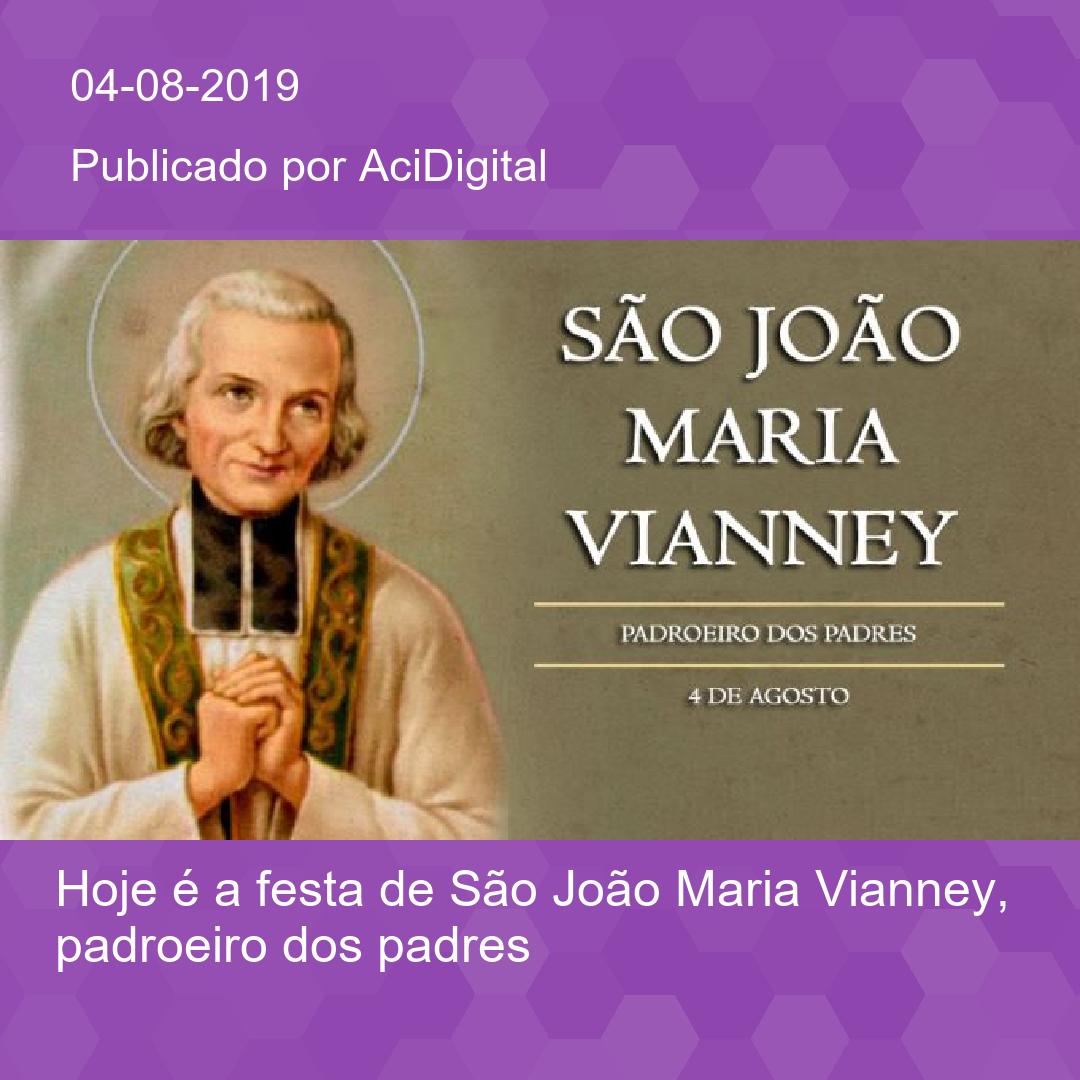 04-08-2019
Publicado por AciDigital
SÃO JOÃO
MARIA
VIANNEY
PADROEIRO DOS PADRES
4 DE AGOSTO
Hoje é a festa de São João Maria Vianney,
padroeiro dos padres